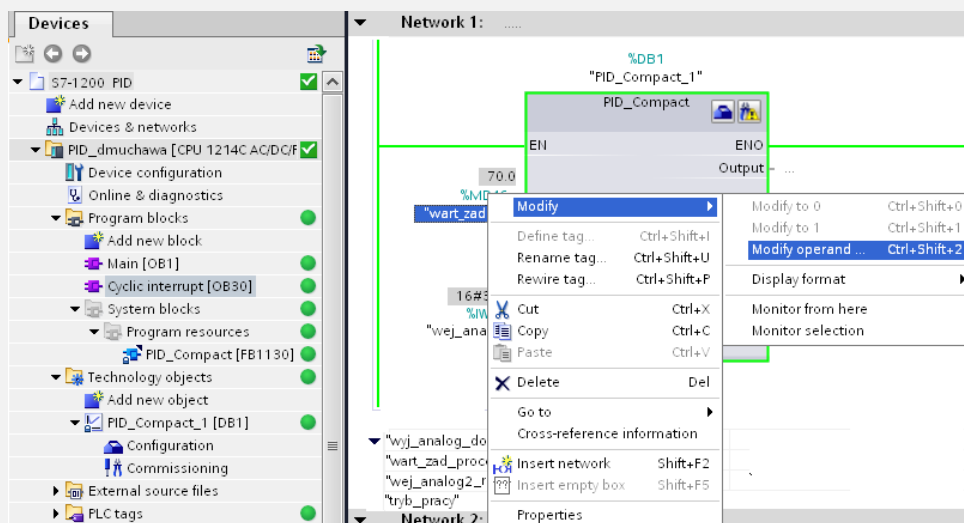 Devices
S7-1200 PID
Add new device
Devices & networks
PID_dmuchawa [CPU 1214C AC/DC/R
Device configuration
Online & diagnostics
Program blocks
Add new block
Main [OB1]
Cyclic interrupt [OB30]
System blocks
Program resources
PID_Compact [FB1130]
Technology objects
Add new object
PID_Compact_1 [DB1]
Configuration
Commissioning
External source files
PLC tags
Network 1: .....
%DB1
"PID_Compact_1"
PID_Compact
EN ENO
Output ...
70.0
"wart_zad
16#3
%IW
"wej_ana
Modify
Define tag... Ctrl+Shift+I
Rename tag... Ctrl+Shift+U
Rewire tag... Ctrl+Shift+P
Cut Ctrl+X
Copy Ctrl+C
Paste Ctrl+V
Delete Del
Go to
Cross-reference information
Insert network Shift+F2
Insert empty box Shift+F5
Properties
Modify to 0 Ctrl+Shift+0
Modify to 1 Ctrl+Shift+1
Modify operand ... Ctrl+Shift+2
Display format
Monitor from here
Monitor selection
"wyj_analog_do
"wart_zad_proc
"wej_analog2_r
"tryb_pracy"
Network 2: